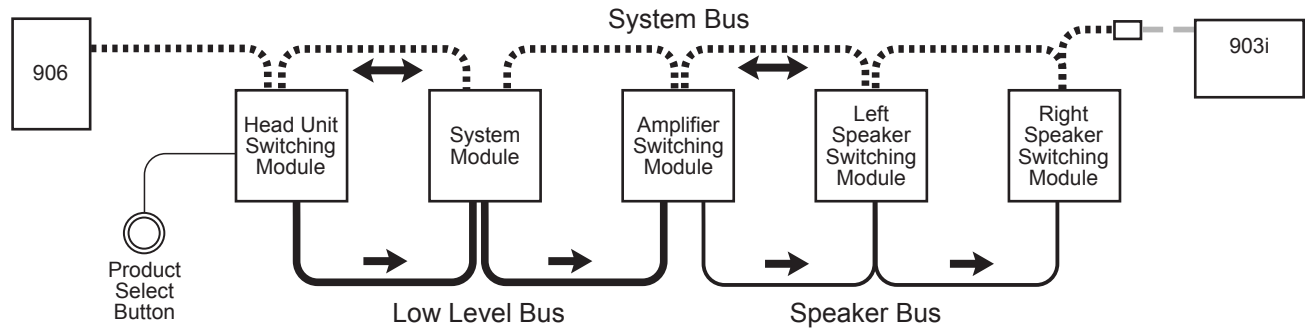 System Bus
906
903i
Head Unit
Switching
Module
System
Module
Amplifier
Switching
Module
Left
Speaker
Switching
Module
Right
Speaker
Switching
Module
Product
Select
Button
Low Level Bus
Speaker Bus